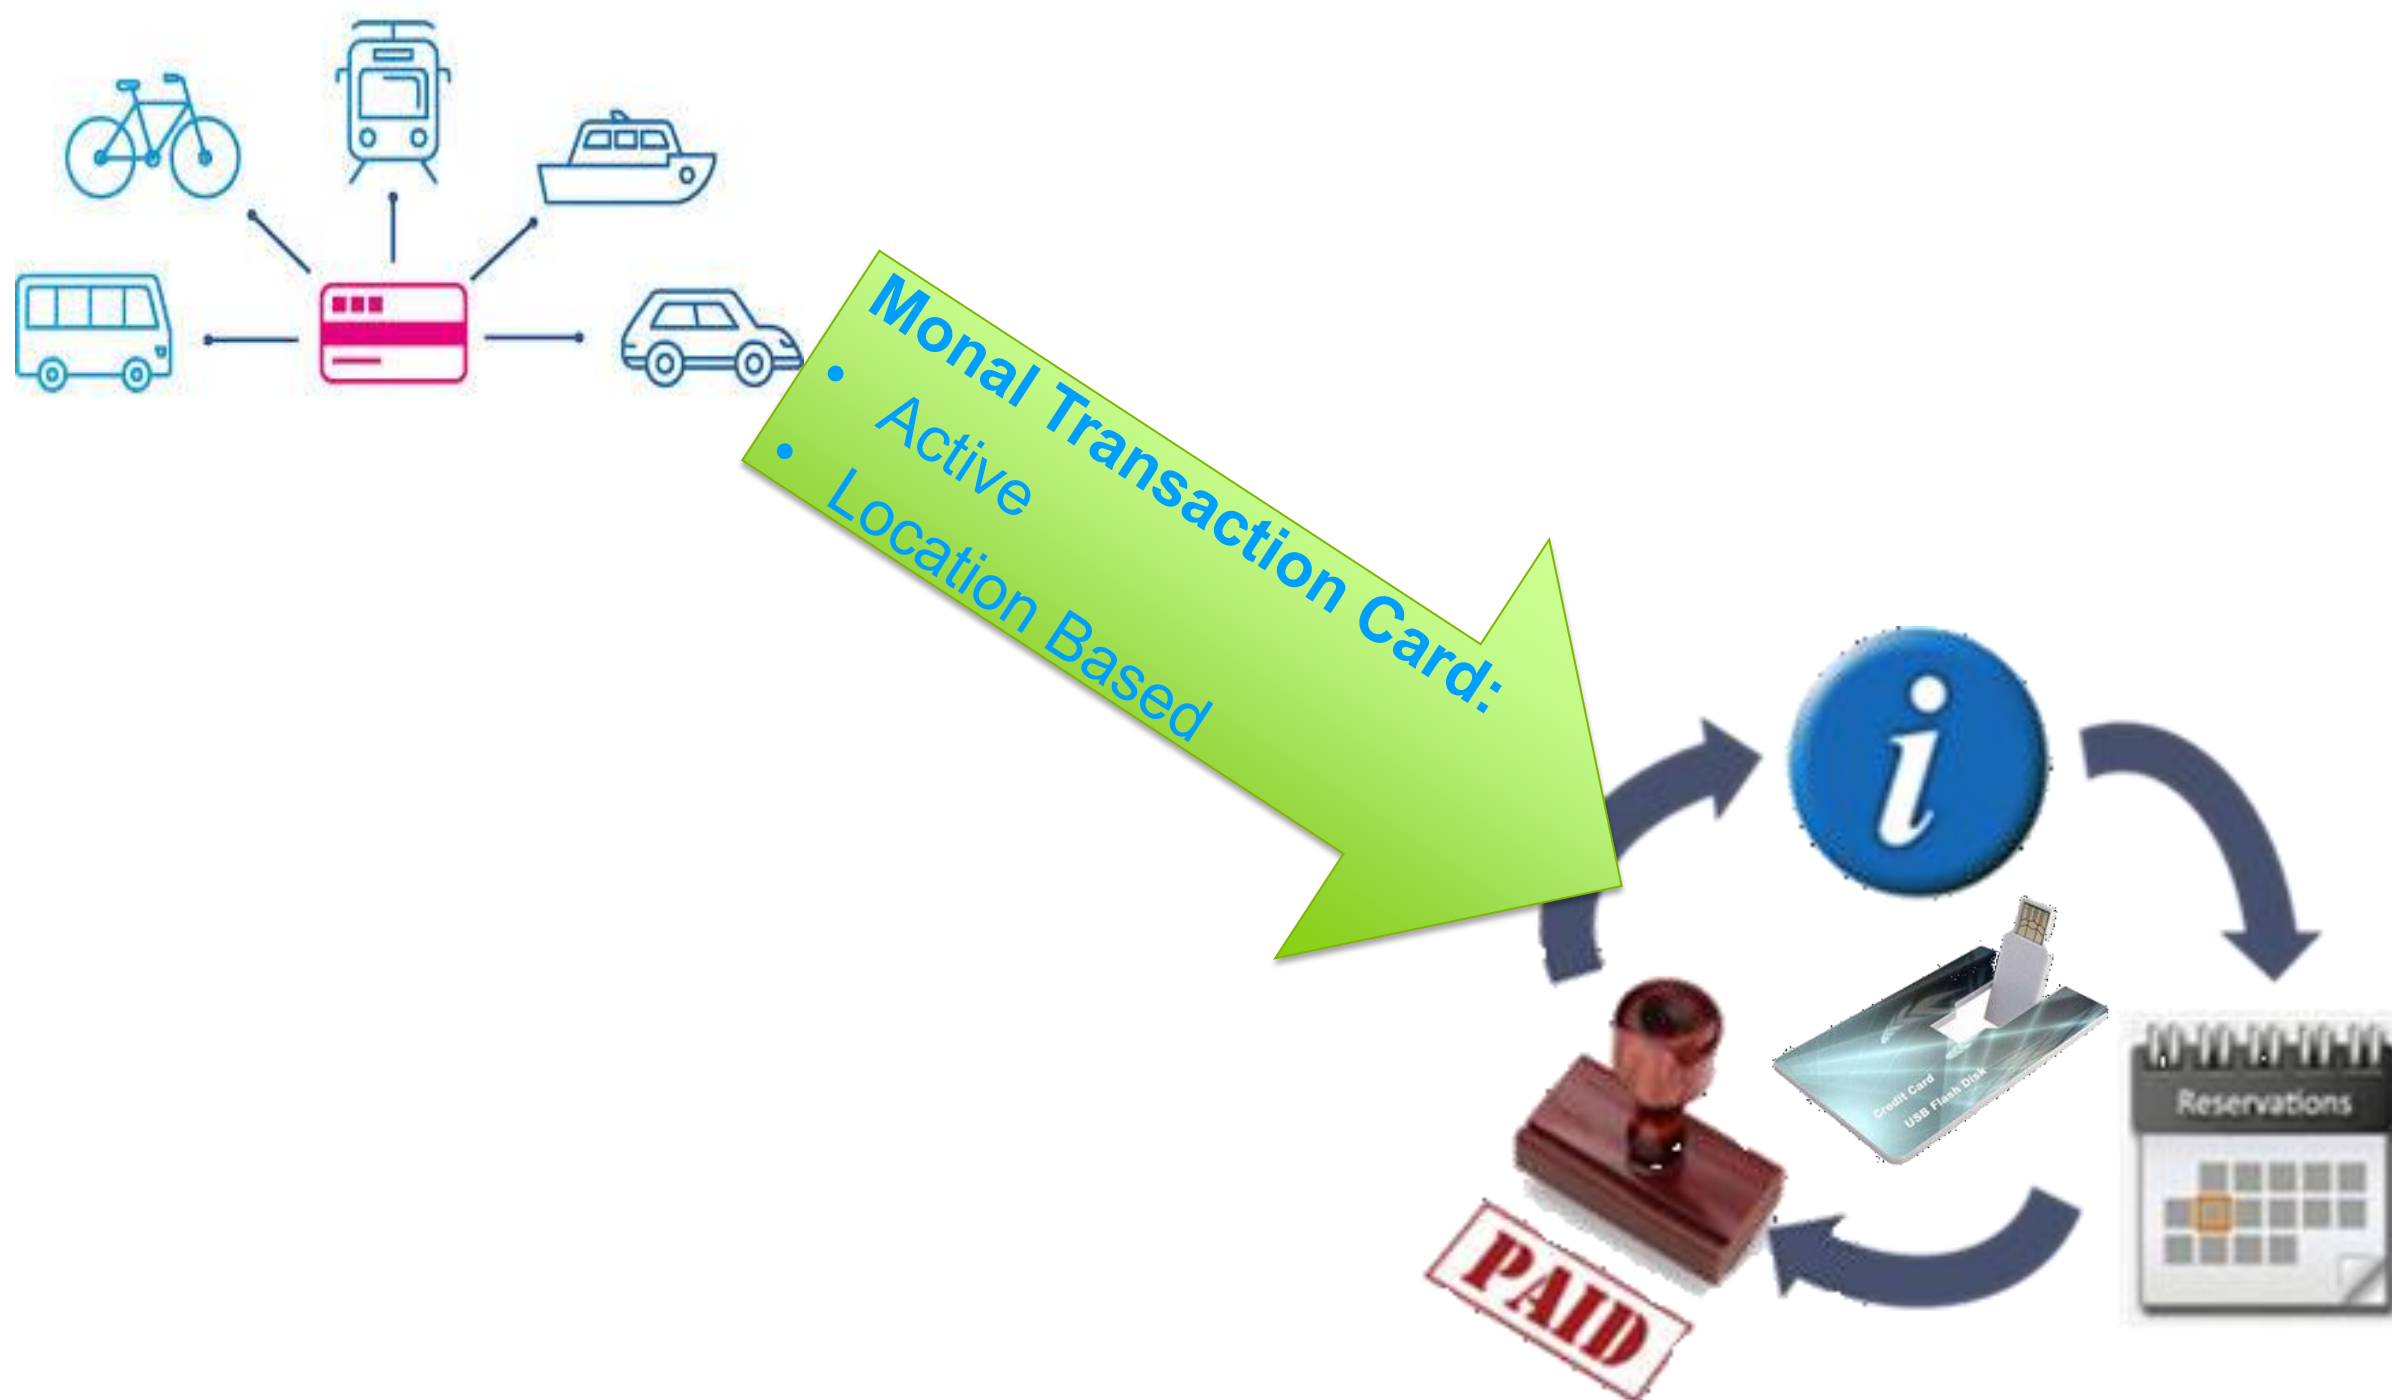 Monal Transaction Card:
• Active
• Location Based
Credit Card
USB Flash Disk
Reservations
PAID